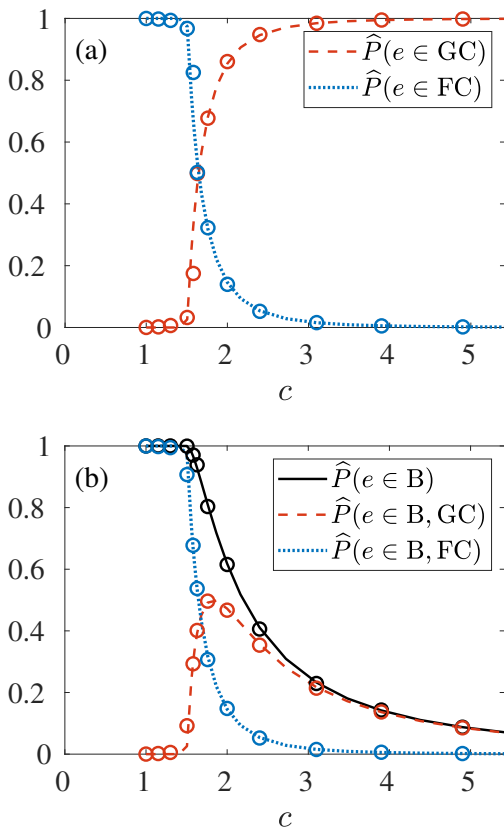 1
(a)
P̂(e ∈ GC)
P̂(e ∈ FC)
0.8
0.6
0.4
0.2
0
0 1 2 3 4 5
c
1
(b)
P̂(e ∈ B)
P̂(e ∈ B, GC)
P̂(e ∈ B, FC)
0.8
0.6
0.4
0.2
0
0 1 2 3 4 5
c